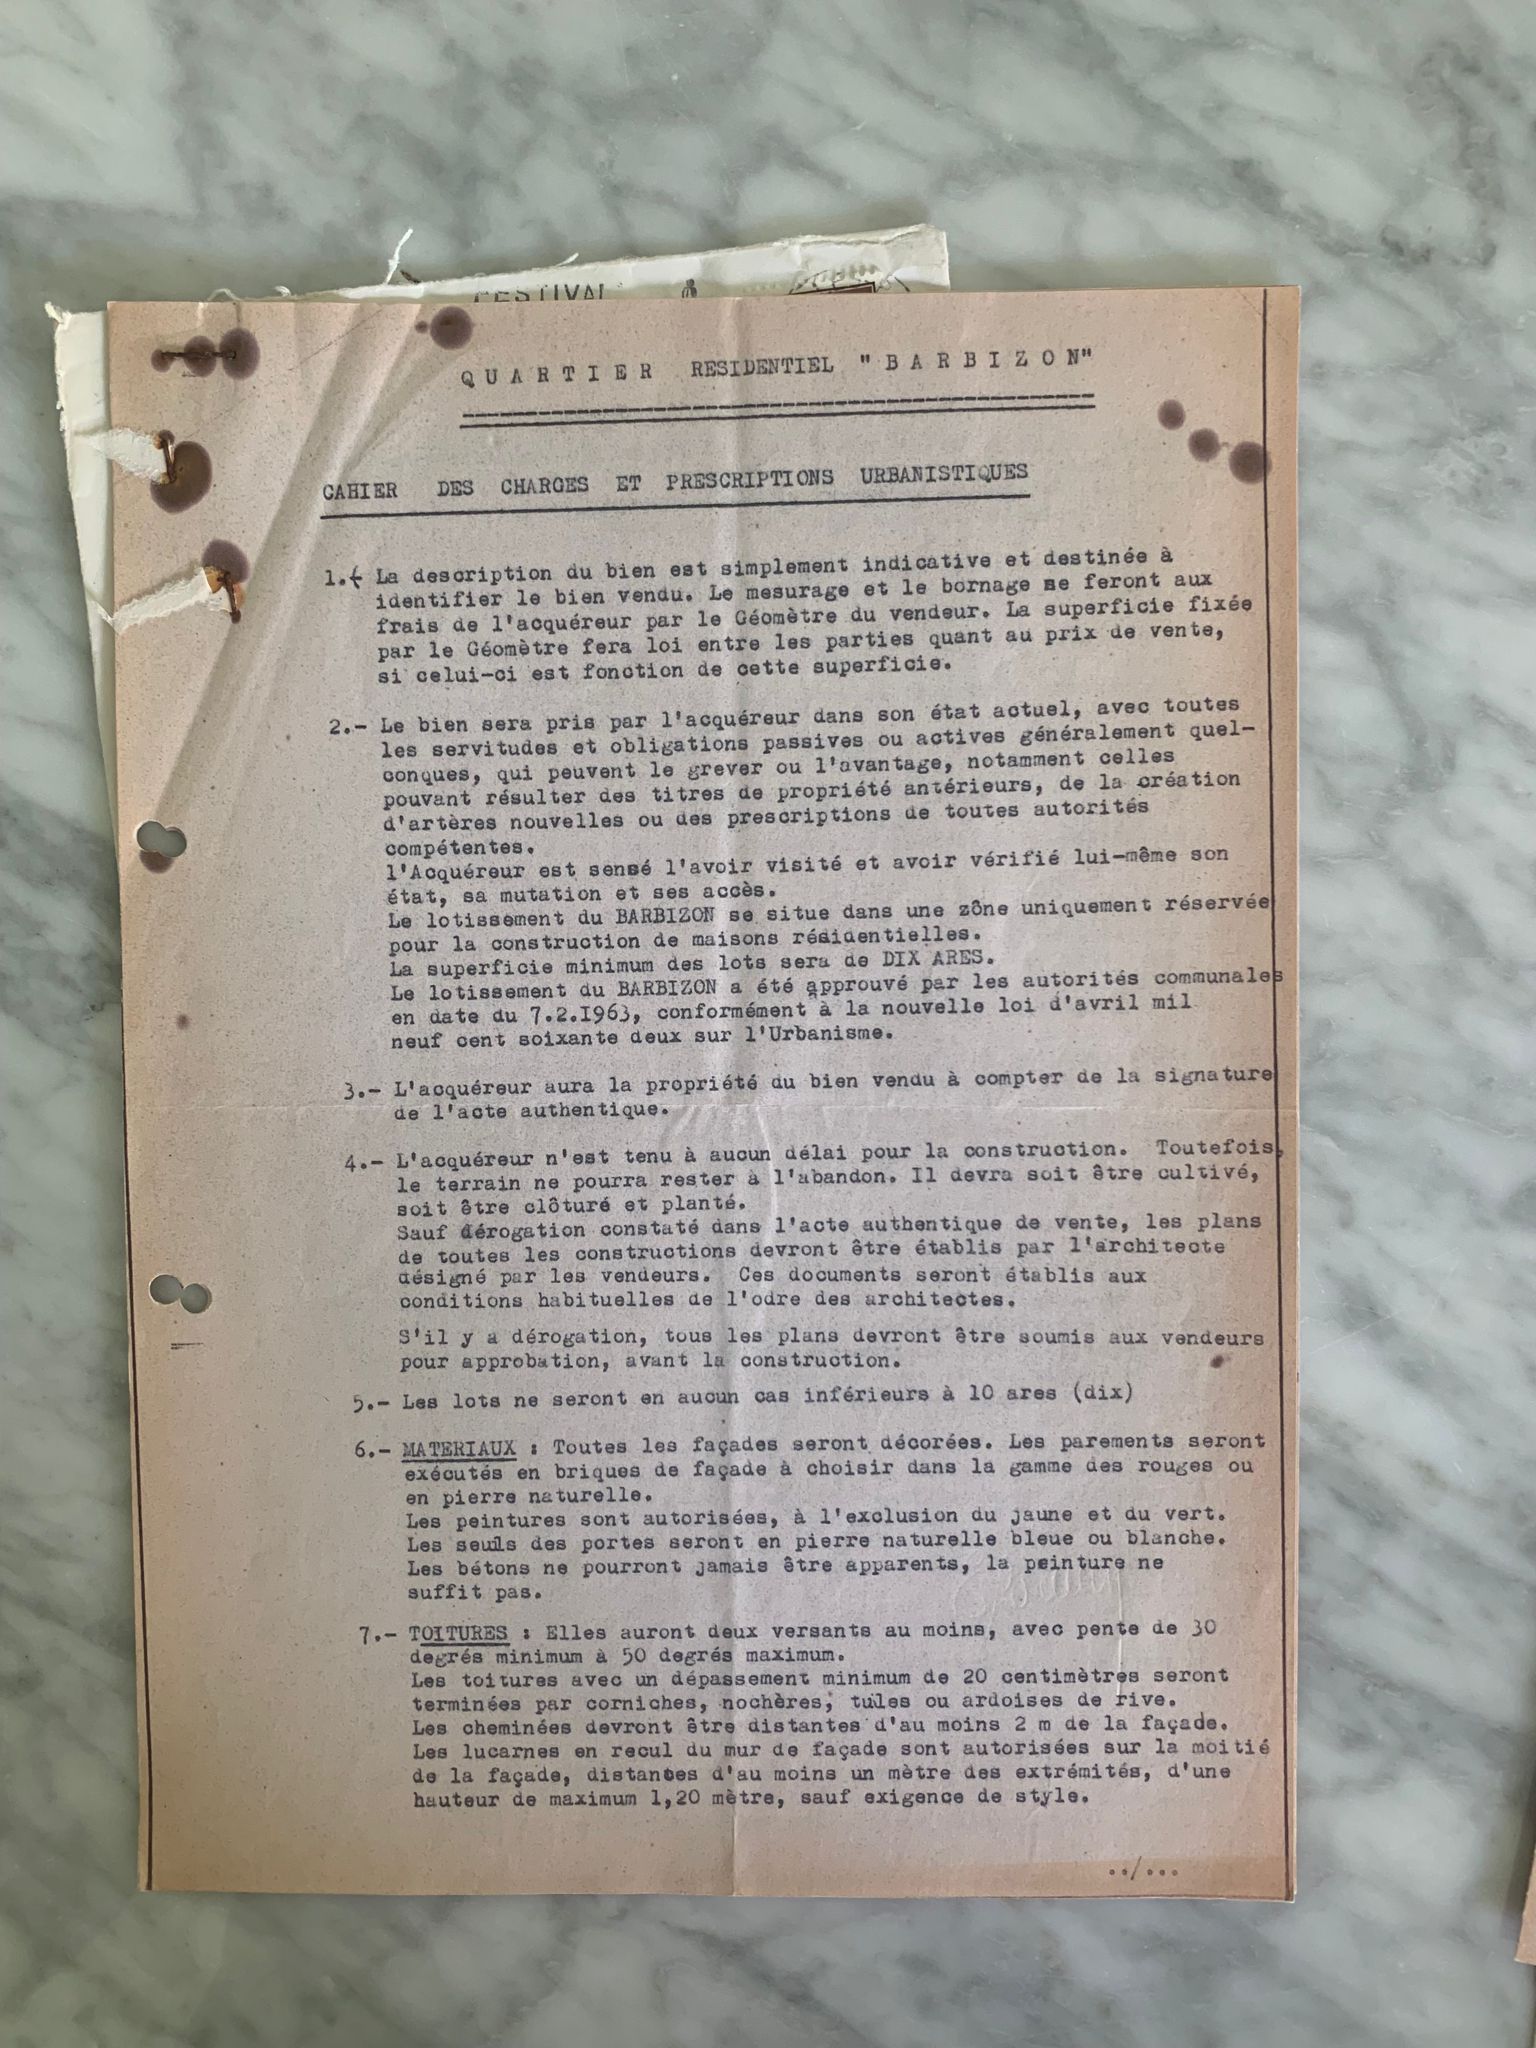 FESTIVAL
QUARTIER RESIDENTIEL "BARBIZON"
CAHIER DES CHARGES ET PRESCRIPTIONS URBANISTIQUES
1.- La description du bien est simplement indicative et destinée à
identifier le bien vendu. Le mesurage et le bornage se feront aux
frais de l'acquéreur par le Géomètre du vendeur. La superficie fixée
par le Géomètre fera loi entre les parties quant au prix de vente,
si celui-ci est fonction de cette superficie.
2.- Le bien sera pris par l'acquéreur dans son état actuel, avec toutes
les servitudes et obligations passives ou actives généralement quel-
conques, qui peuvent le grever ou l'avantage, notamment celles
pouvant résulter des titres de propriété antérieurs, de la création
d'artères nouvelles ou des prescriptions de toutes autorités
compétentes.
l'Acquéreur est sensé l'avoir visité et avoir vérifié lui-même son
état, sa mutation et ses accès.
Le lotissement du BARBIZON se situe dans une zône uniquement réservée
pour la construction de maisons résidentielles.
La superficie minimum des lots sera de DIX ARES.
Le lotissement du BARBIZON a été approuvé par les autorités communales
en date du 7.2.1963, conformément à la nouvelle loi d'avril mil
neuf cent soixante deux sur l'Urbanisme.
3.- L'acquéreur aura la propriété du bien vendu à compter de la signature
de l'acte authentique.
4.- L'acquéreur n'est tenu à aucun délai pour la construction. Toutefois,
le terrain ne pourra rester à l'abandon. Il devra soit être cultivé,
soit être clôturé et planté.
Sauf dérogation constaté dans l'acte authentique de vente, les plans
de toutes les constructions devront être établis par l'architecte
désigné par les vendeurs. Ces documents seront établis aux
conditions habituelles de l'odre des architectes.
S'il y a dérogation, tous les plans devront être soumis aux vendeurs
pour approbation, avant la construction.
5.- Les lots ne seront en aucun cas inférieurs à 10 ares (dix)
6.- MATERIAUX : Toutes les façades seront décorées. Les parements seront
exécutés en briques de façade à choisir dans la gamme des rouges ou
en pierre naturelle.
Les peintures sont autorisées, à l'exclusion du jaune et du vert.
Les seuils des portes seront en pierre naturelle bleue ou blanche.
Les bétons ne pourront jamais être apparents, la peinture ne
suffit pas.
7.- TOITURES : Elles auront deux versants au moins, avec pente de 30
degrés minimum à 50 degrés maximum.
Les toitures avec un dépassement minimum de 20 centimètres seront
terminées par corniches, nochères, tuiles ou ardoises de rive.
Les cheminées devront être distantes d'au moins 2 m de la façade.
Les lucarnes en recul du mur de façade sont autorisées sur la moitié
de la façade, distantes d'au moins un mètre des extrémités, d'une
hauteur de maximum 1,20 mètre, sauf exigence de style.
../...